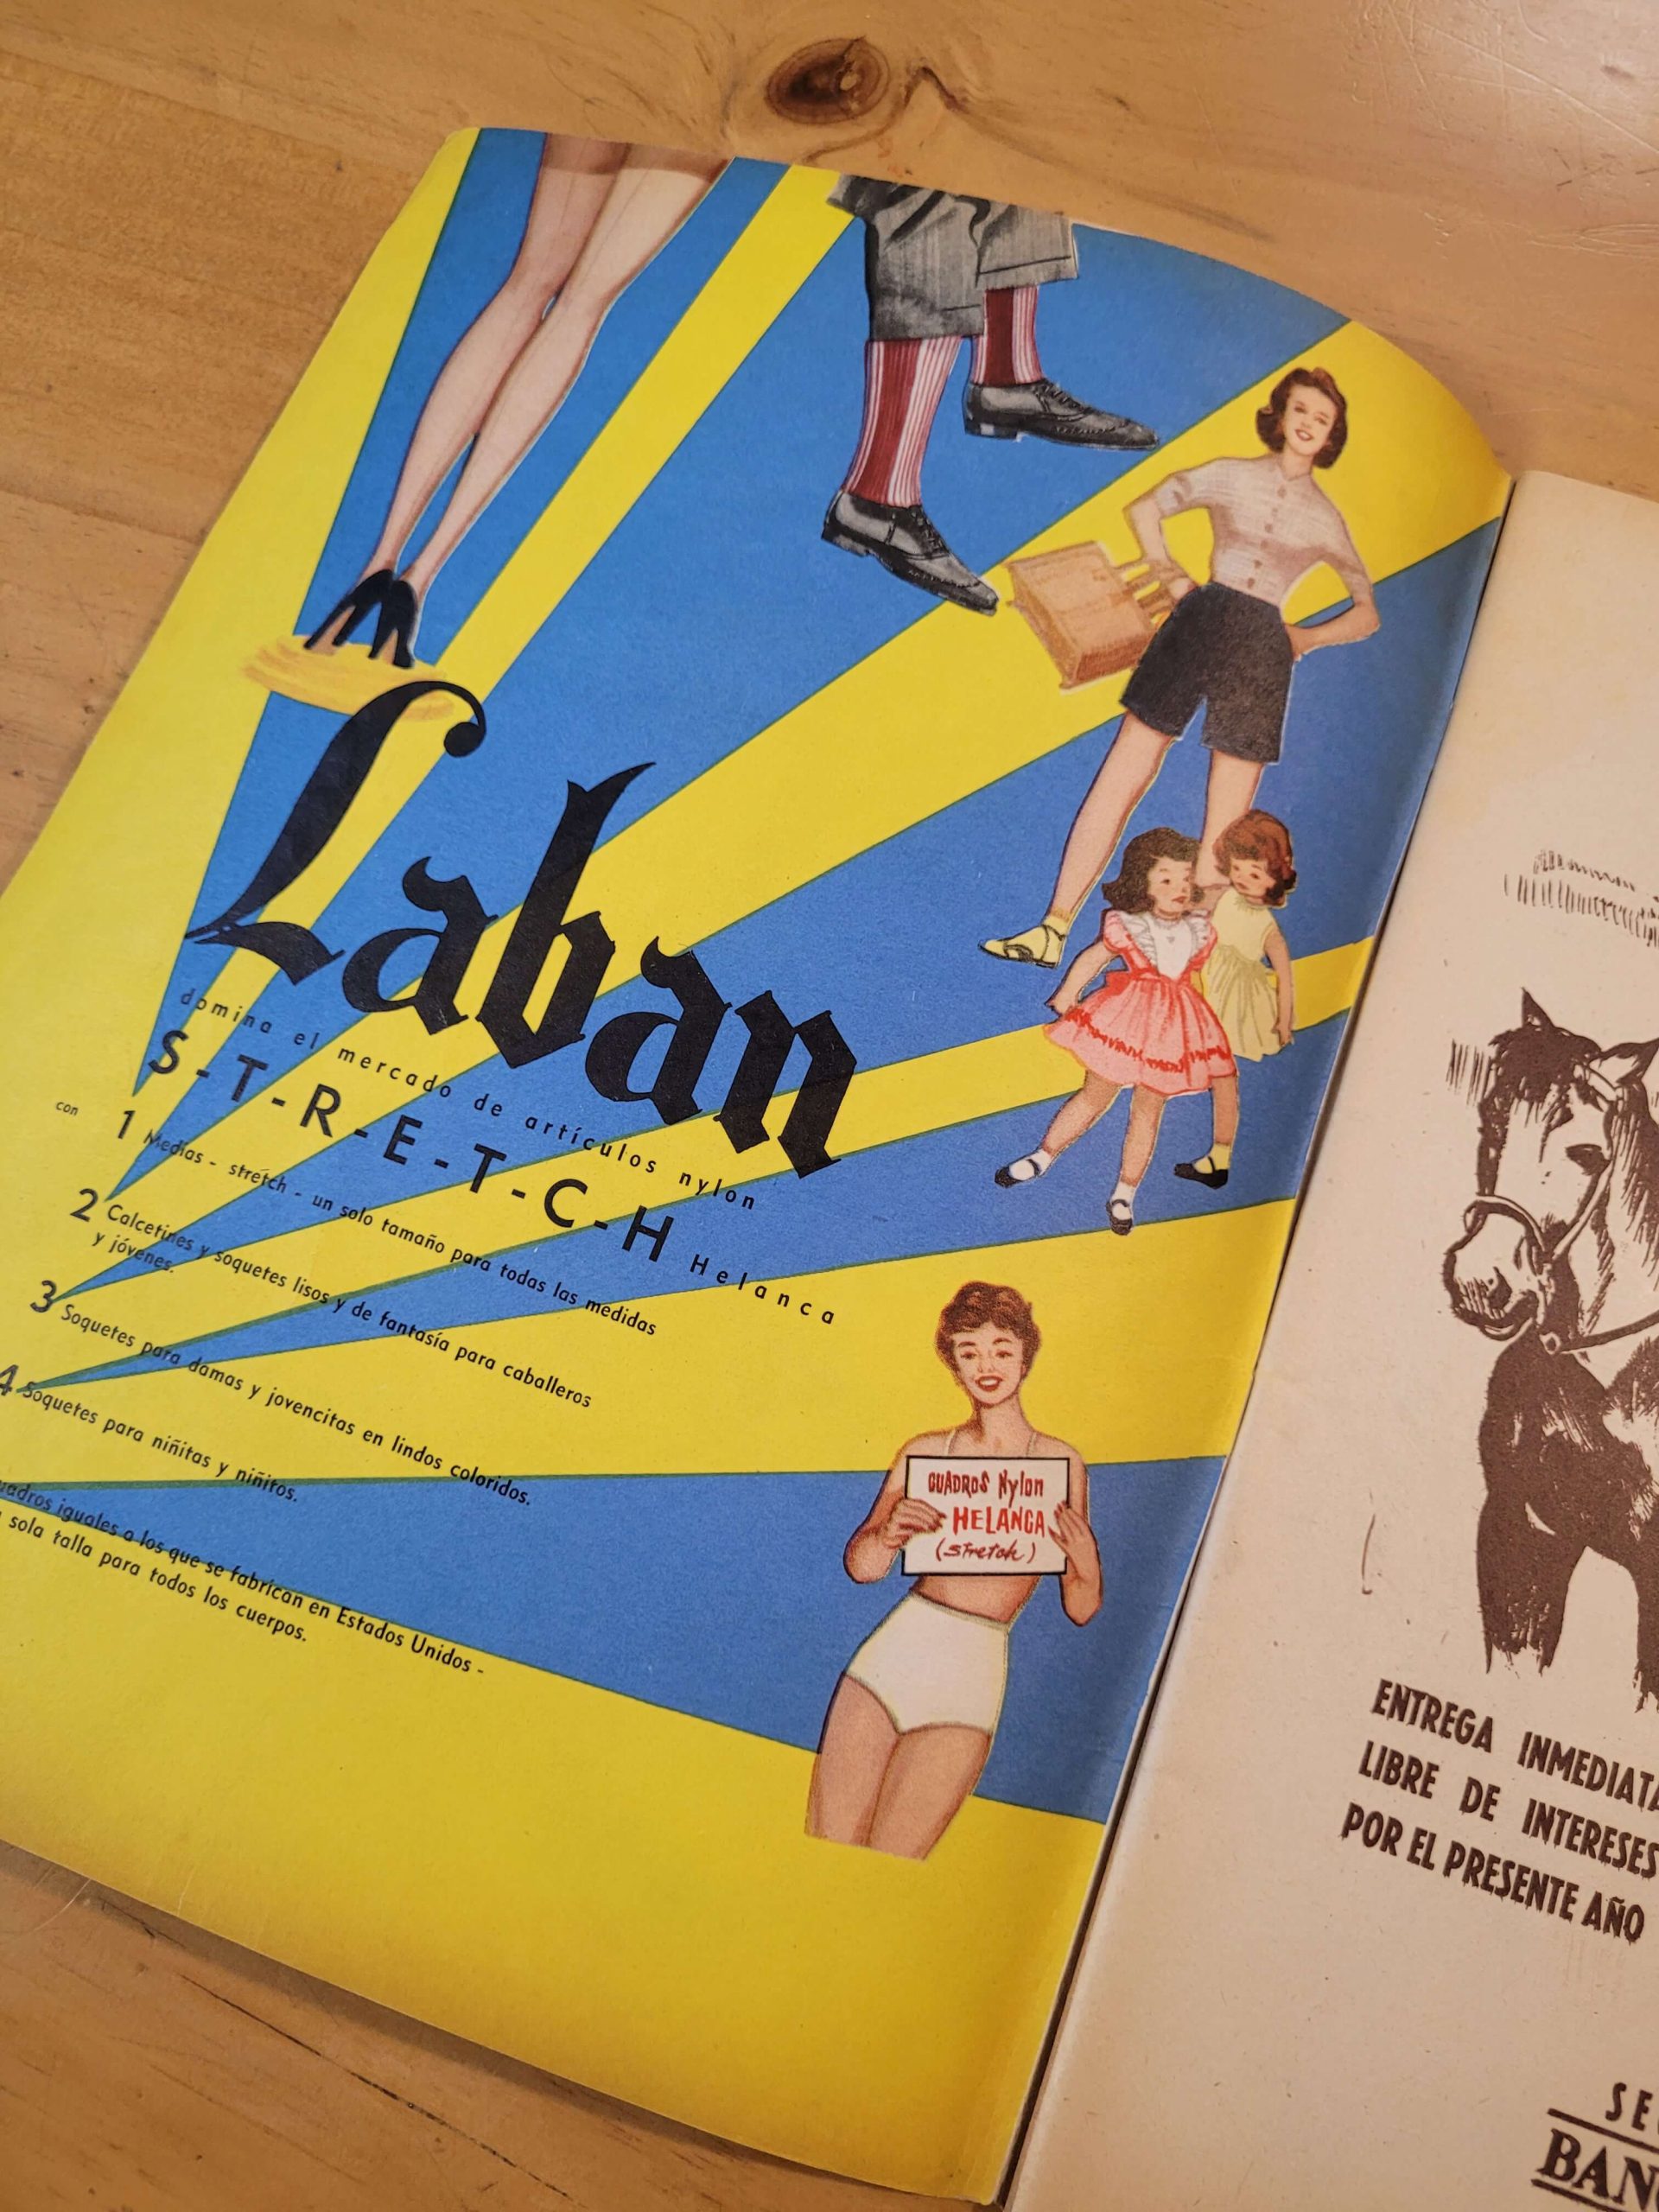 Laban
domina el mercado de artículos nylon
S-T-R-E-T-C-H Helanca
con 1 Medias - stretch - un solo tamaño para todas las medidas
2 Calcetines y soquetes lisos y de fantasía para caballeros
y jóvenes.
3 Soquetes para damas y jovencitas en lindos coloridos.
4 Soquetes para niñitas y niñitos.
iguales a los que se fabrican en Estados Unidos -
sola talla para todos los cuerpos.
CUADROS Nylon
HELANCA
(stretch)
ENTREGA INMEDIATA
LIBRE DE INTERESES
POR EL PRESENTE AÑO